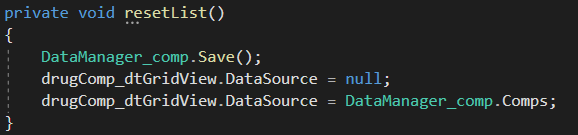 private void resetList()
{
DataManager_comp.Save();
drugComp_dtGridView.DataSource = null;
drugComp_dtGridView.DataSource = DataManager_comp.Comps;
}